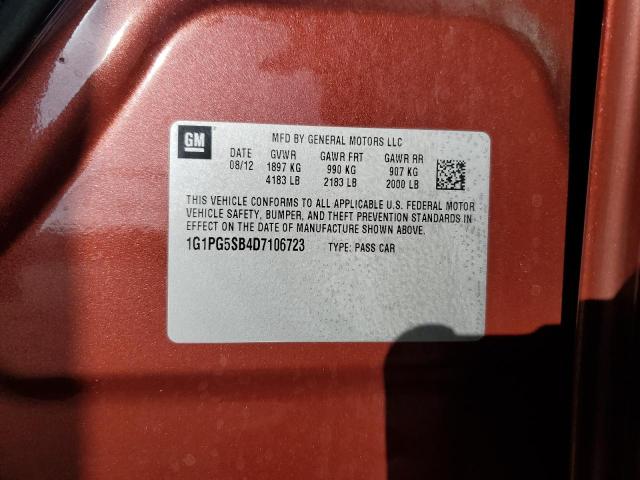 GM
MFD BY GENERAL MOTORS LLC
DATE GVWR GAWR FRT GAWR RR
08/12 1897 KG 990 KG 907 KG
4183 LB 2183 LB 2000 LB
THIS VEHICLE CONFORMS TO ALL APPLICABLE U.S. FEDERAL MOTOR
VEHICLE SAFETY, BUMPER, AND THEFT PREVENTION STANDARDS IN
EFFECT ON THE DATE OF MANUFACTURE SHOWN ABOVE.
1G1PG5SB4D7106723 TYPE: PASS CAR